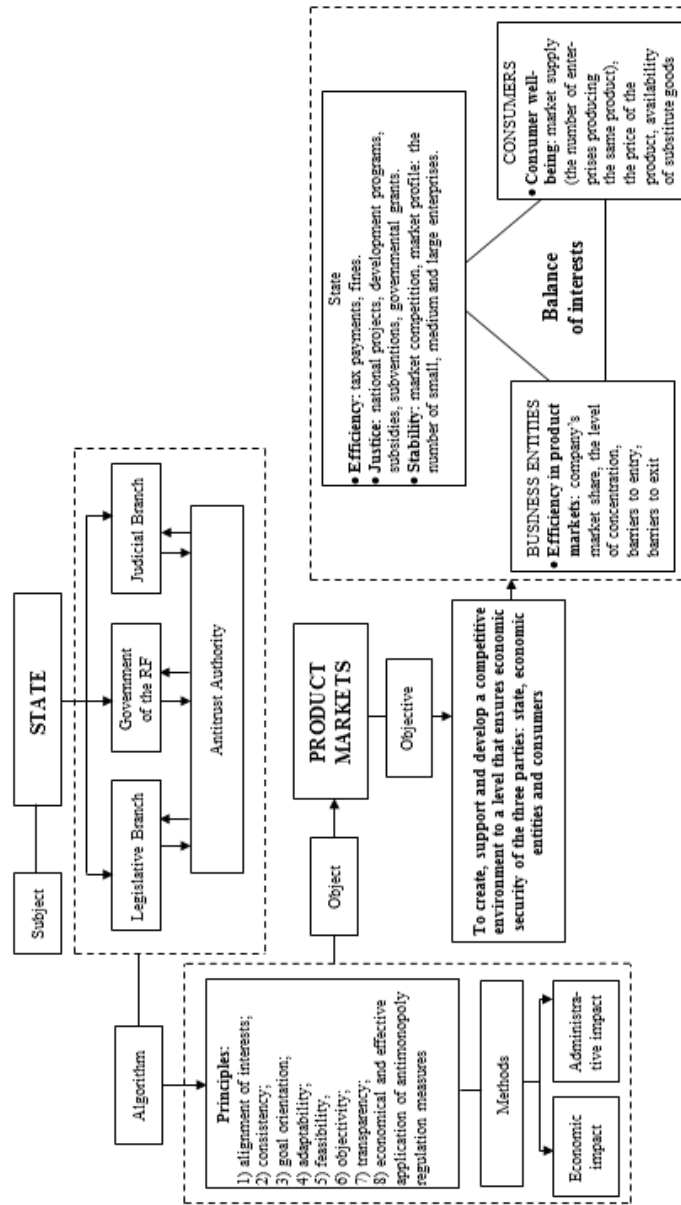 Subject
STATE
Legislative Branch
Government
of the RF
Judicial Branch
Antitrust Authority
Algorithm
Principles:
1) alignment of interests;
2) consistency;
3) goal orientation;
4) adaptability;
5) feasibility,
6) objectivity;
7) transparency;
8) economical and effective
application of antimonopoly
regulation measures
Methods
Economic
impact
Administra-
tive impact
Object
PRODUCT
MARKETS
Objective
To create, support and develop a competitive
environment to a level that ensures economic
security of the three parties: state, economic
entities and consumers
State
• Efficiency: tax payments, fines.
• Justice: national projects, development programs,
subsidies, subventions, governmental grants.
• Stability: market competition, market profile: the
number of small, medium and large enterprises.
BUSINESS ENTITIES
• Efficiency in product
markets: company's
market share, the level
of concentration,
barriers to entry,
barriers to exit
Balance
of interests
CONSUMERS
• Consumer well-
being: market supply
(the number of enter-
prises producing
the same product),
the price of the
product, availability
of substitute goods